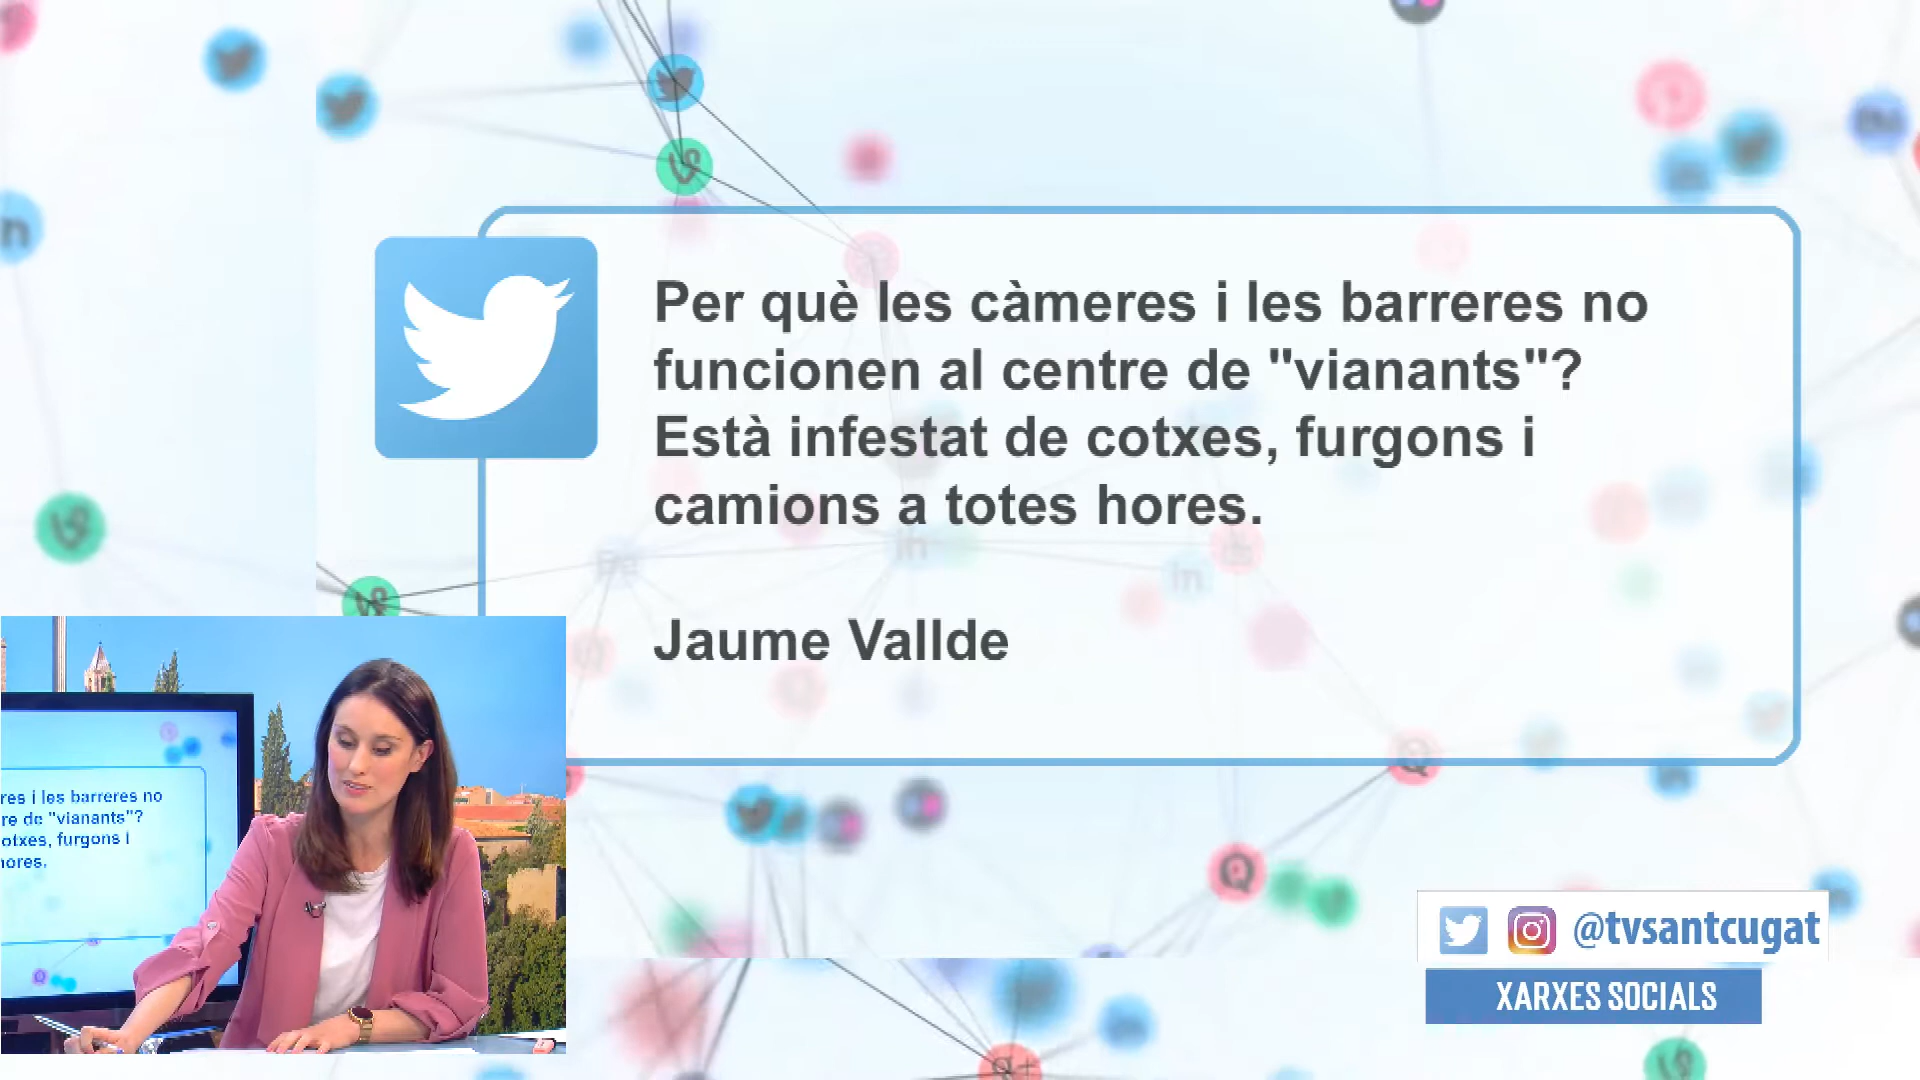 Per què les càmeres i les barreres no
funcionen al centre de "vianants"?
Està infestat de cotxes, furgons i
camions a totes hores.
Jaume Vallde
res i les barreres no
re de "vianants"?
otxes, furgons i
hores.
@tvsantcugat
XARXES SOCIALS